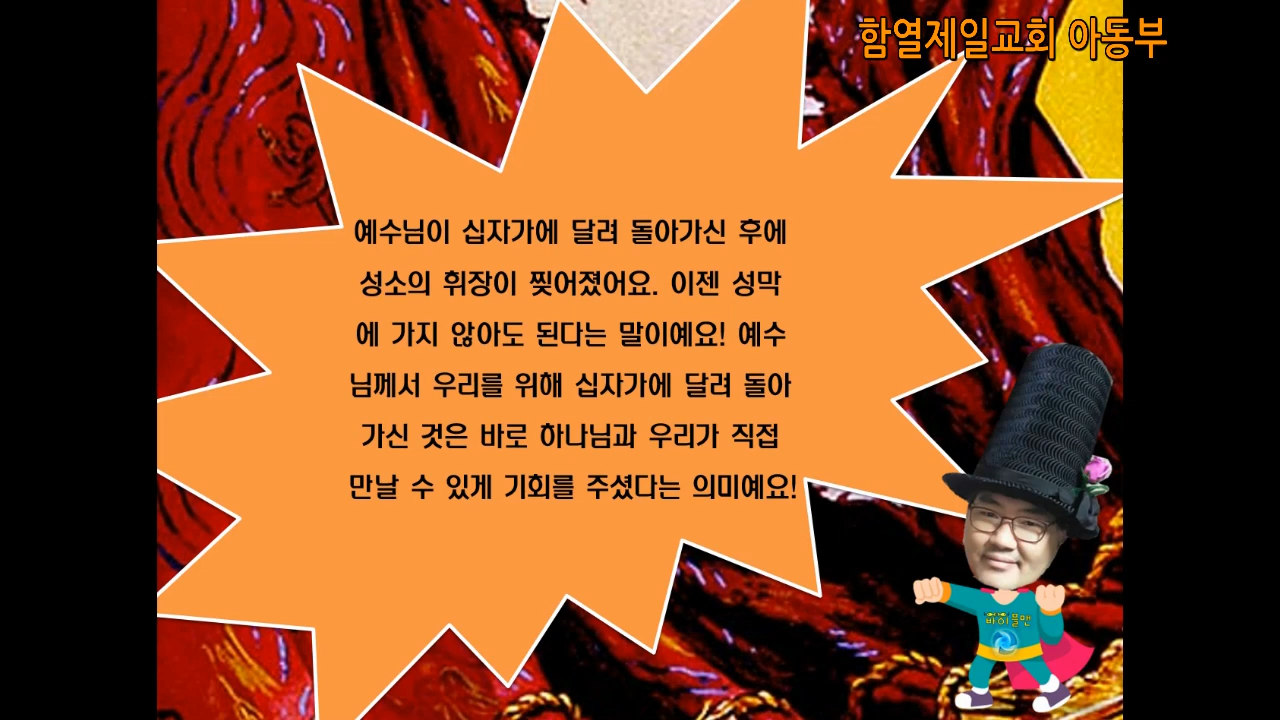 함열제일교회 아동부
예수님이 십자가에 달려 돌아가신 후에
성소의 휘장이 찢어졌어요. 이젠 성막
에 가지 않아도 된다는 말이예요! 예수
님께서 우리를 위해 십자가에 달려 돌아
가신 것은 바로 하나님과 우리가 직접
만날 수 있게 기회를 주셨다는 의미예요!
바이블맨